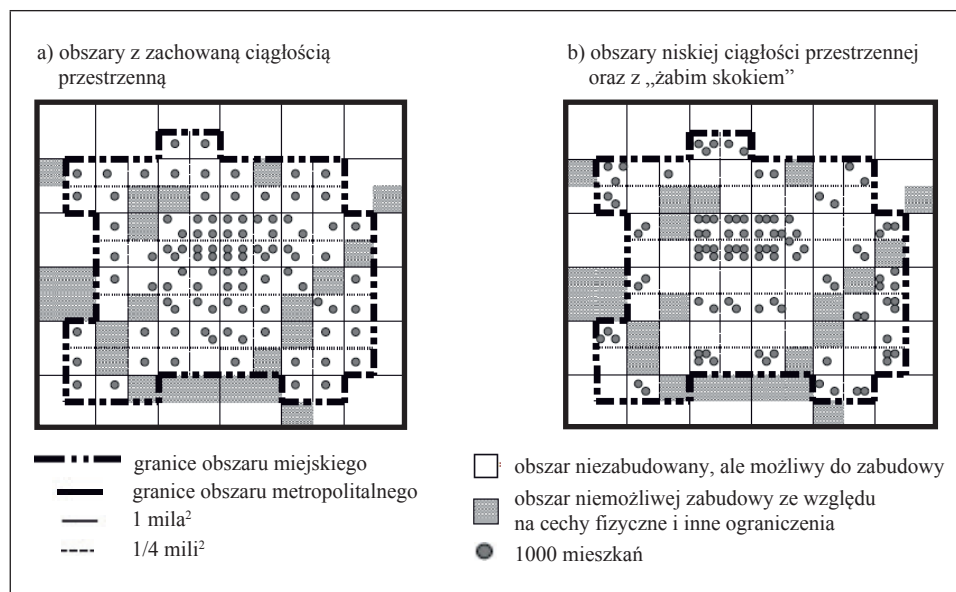 a) obszary z zachowaną ciągłością
przestrzenną
b) obszary niskiej ciągłości przestrzennej
oraz z „żabim skokiem”
granice obszaru miejskiego
granice obszaru metropolitalnego
1 mila²
1/4 mili²
obszar niezabudowany, ale możliwy do zabudowy
obszar niemożliwej zabudowy ze względu
na cechy fizyczne i inne ograniczenia
1000 mieszkań